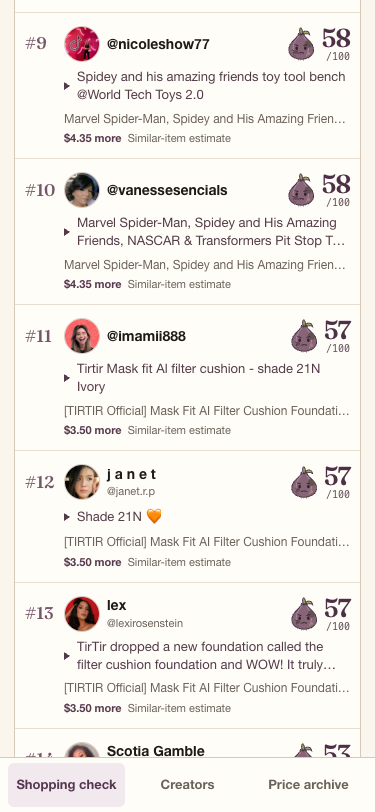 #9
@nicoleshow77
58
/100
Spidey and his amazing friends toy tool bench
@World Tech Toys 2.0
Marvel Spider-Man, Spidey and His Amazing Frien…
$4.35 more Similar-item estimate
#10
@vanessesencials
58
/100
Marvel Spider-Man, Spidey and His Amazing
Friends, NASCAR & Transformers Pit Stop T…
Marvel Spider-Man, Spidey and His Amazing Frien…
$4.35 more Similar-item estimate
#11
@imamii888
57
/100
Tirtir Mask fit AI filter cushion - shade 21N
Ivory
[TIRTIR Official] Mask Fit AI Filter Cushion Foundati…
$3.50 more Similar-item estimate
#12
j a n e t
@janet.r.p
57
/100
Shade 21N 🧡
[TIRTIR Official] Mask Fit AI Filter Cushion Foundati…
$3.50 more Similar-item estimate
#13
lex
@lexirosenstein
57
/100
TirTir dropped a new foundation called the
filter cushion foundation and WOW! It truly…
[TIRTIR Official] Mask Fit AI Filter Cushion Foundati…
$3.50 more Similar-item estimate
#14
Scotia Gamble
53
Shopping check
Creators
Price archive